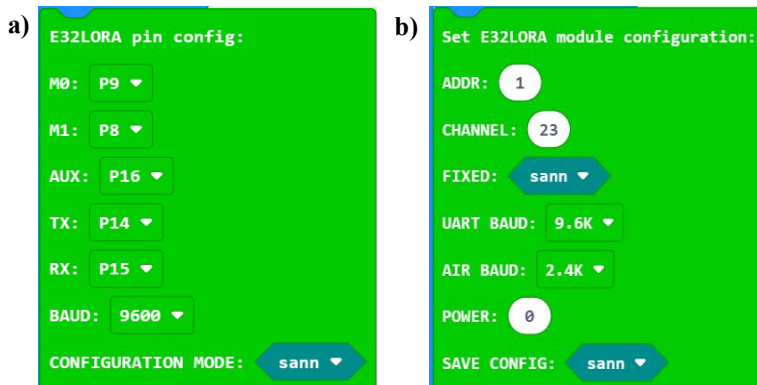 a)
E32LORA pin config:
M0: P9
M1: P8
AUX: P16
TX: P14
RX: P15
BAUD: 9600
CONFIGURATION MODE: sann
b)
Set E32LORA module configuration:
ADDR: 1
CHANNEL: 23
FIXED: sann
UART BAUD: 9.6K
AIR BAUD: 2.4K
POWER: 0
SAVE CONFIG: sann